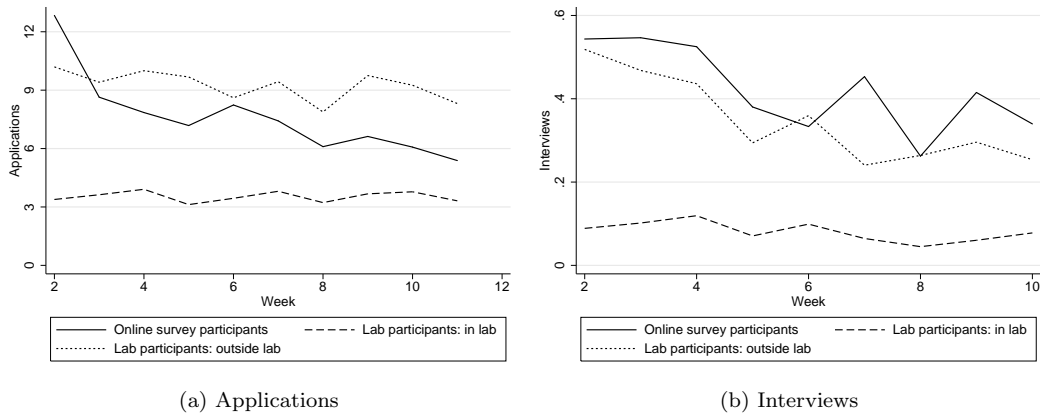 Applications
0
3
6
9
12
2
4
6
8
10
12
Week
Online survey participants
Lab participants: in lab
Lab participants: outside lab
(a) Applications
Interviews
0
.2
.4
.6
2
4
6
8
10
Week
Online survey participants
Lab participants: in lab
Lab participants: outside lab
(b) Interviews